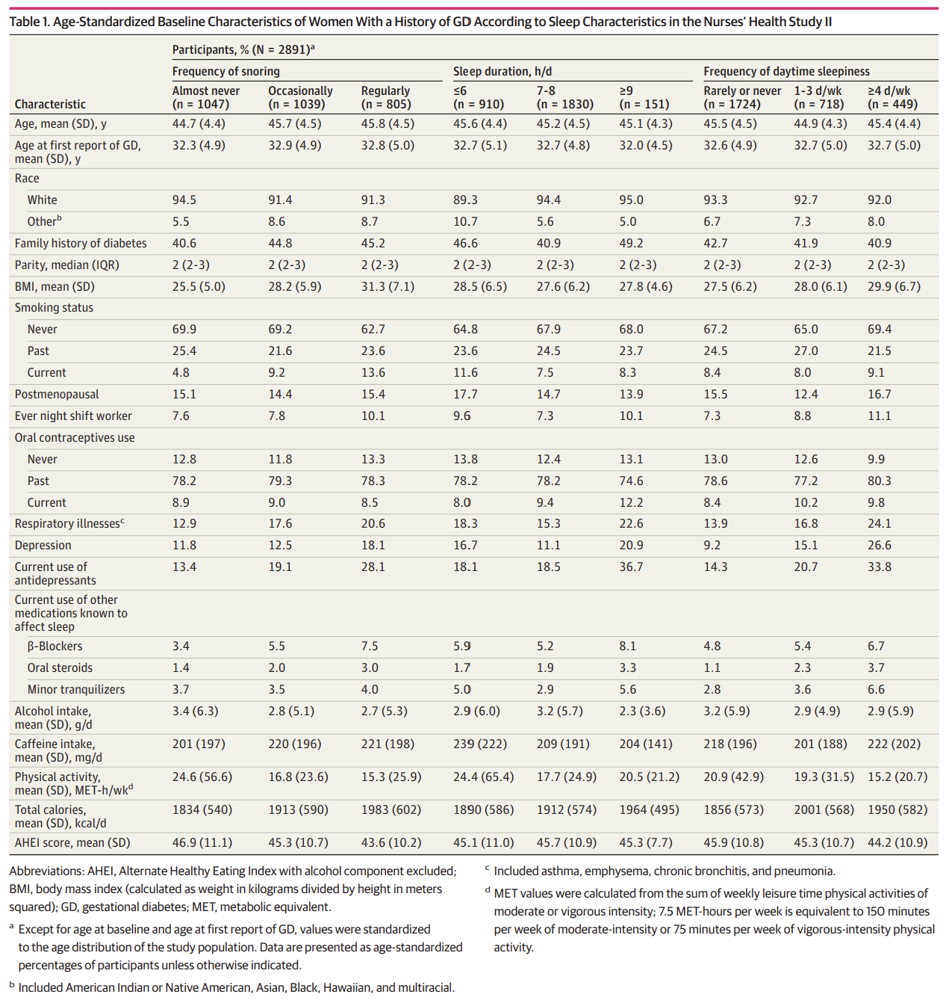 Table 1. Age-Standardized Baseline Characteristics of Women With a History of GD According to Sleep Characteristics in the Nurses' Health Study II
Participants, % (N = 2891)a
Frequency of snoring Sleep duration, h/d Frequency of daytime sleepiness
Characteristic Almost never (n = 1047) Occasionally (n = 1039) Regularly (n = 805) ≤6 (n = 910) 7-8 (n = 1830) ≥9 (n = 151) Rarely or never (n = 1724) 1-3 d/wk (n = 718) ≥4 d/wk (n = 449)
Age, mean (SD), y 44.7 (4.4) 45.7 (4.5) 45.8 (4.5) 45.6 (4.4) 45.2 (4.5) 45.1 (4.3) 45.5 (4.5) 44.9 (4.3) 45.4 (4.4)
Age at first report of GD, mean (SD), y 32.3 (4.9) 32.9 (4.9) 32.8 (5.0) 32.7 (5.1) 32.7 (4.8) 32.0 (4.5) 32.6 (4.9) 32.7 (5.0) 32.7 (5.0)
Race
White 94.5 91.4 91.3 89.3 94.4 95.0 93.3 92.7 92.0
Otherb 5.5 8.6 8.7 10.7 5.6 5.0 6.7 7.3 8.0
Family history of diabetes 40.6 44.8 45.2 46.6 40.9 49.2 42.7 41.9 40.9
Parity, median (IQR) 2 (2-3) 2 (2-3) 2 (2-3) 2 (2-3) 2 (2-3) 2 (2-3) 2 (2-3) 2 (2-3) 2 (2-3)
BMI, mean (SD) 25.5 (5.0) 28.2 (5.9) 31.3 (7.1) 28.5 (6.5) 27.6 (6.2) 27.8 (4.6) 27.5 (6.2) 28.0 (6.1) 29.9 (6.7)
Smoking status
Never 69.9 69.2 62.7 64.8 67.9 68.0 67.2 65.0 69.4
Past 25.4 21.6 23.6 23.6 24.5 23.7 24.5 27.0 21.5
Current 4.8 9.2 13.6 11.6 7.5 8.3 8.4 8.0 9.1
Postmenopausal 15.1 14.4 15.4 17.7 14.7 13.9 15.5 12.4 16.7
Ever night shift worker 7.6 7.8 10.1 9.6 7.3 10.1 7.3 8.8 11.1
Oral contraceptives use
Never 12.8 11.8 13.3 13.8 12.4 13.1 13.0 12.6 9.9
Past 78.2 79.3 78.3 78.2 78.2 74.6 78.6 77.2 80.3
Current 8.9 9.0 8.5 8.0 9.4 12.2 8.4 10.2 9.8
Respiratory illnessesc 12.9 17.6 20.6 18.3 15.3 22.6 13.9 16.8 24.1
Depression 11.8 12.5 18.1 16.7 11.1 20.9 9.2 15.1 26.6
Current use of antidepressants 13.4 19.1 28.1 18.1 18.5 36.7 14.3 20.7 33.8
Current use of other medications known to affect sleep
β-Blockers 3.4 5.5 7.5 5.9 5.2 8.1 4.8 5.4 6.7
Oral steroids 1.4 2.0 3.0 1.7 1.9 3.3 1.1 2.3 3.7
Minor tranquilizers 3.7 3.5 4.0 5.0 2.9 5.6 2.8 3.6 6.6
Alcohol intake, mean (SD), g/d 3.4 (6.3) 2.8 (5.1) 2.7 (5.3) 2.9 (6.0) 3.2 (5.7) 2.3 (3.6) 3.2 (5.9) 2.9 (4.9) 2.9 (5.9)
Caffeine intake, mean (SD), mg/d 201 (197) 220 (196) 221 (198) 239 (222) 209 (191) 204 (141) 218 (196) 201 (188) 222 (202)
Physical activity, mean (SD), MET-h/wkd 24.6 (56.6) 16.8 (23.6) 15.3 (25.9) 24.4 (65.4) 17.7 (24.9) 20.5 (21.2) 20.9 (42.9) 19.3 (31.5) 15.2 (20.7)
Total calories, mean (SD), kcal/d 1834 (540) 1913 (590) 1983 (602) 1890 (586) 1912 (574) 1964 (495) 1856 (573) 2001 (568) 1950 (582)
AHEI score, mean (SD) 46.9 (11.1) 45.3 (10.7) 43.6 (10.2) 45.1 (11.0) 45.7 (10.9) 45.3 (7.7) 45.9 (10.8) 45.3 (10.7) 44.2 (10.9)
Abbreviations: AHEI, Alternate Healthy Eating Index with alcohol component excluded;
BMI, body mass index (calculated as weight in kilograms divided by height in meters
squared); GD, gestational diabetes; MET, metabolic equivalent.
a Except for age at baseline and age at first report of GD, values were standardized
to the age distribution of the study population. Data are presented as age-standardized
percentages of participants unless otherwise indicated.
b Included American Indian or Native American, Asian, Black, Hawaiian, and multiracial.
c Included asthma, emphysema, chronic bronchitis, and pneumonia.
d MET values were calculated from the sum of weekly leisure time physical activities of
moderate or vigorous intensity; 7.5 MET-hours per week is equivalent to 150 minutes
per week of moderate-intensity or 75 minutes per week of vigorous-intensity physical
activity.